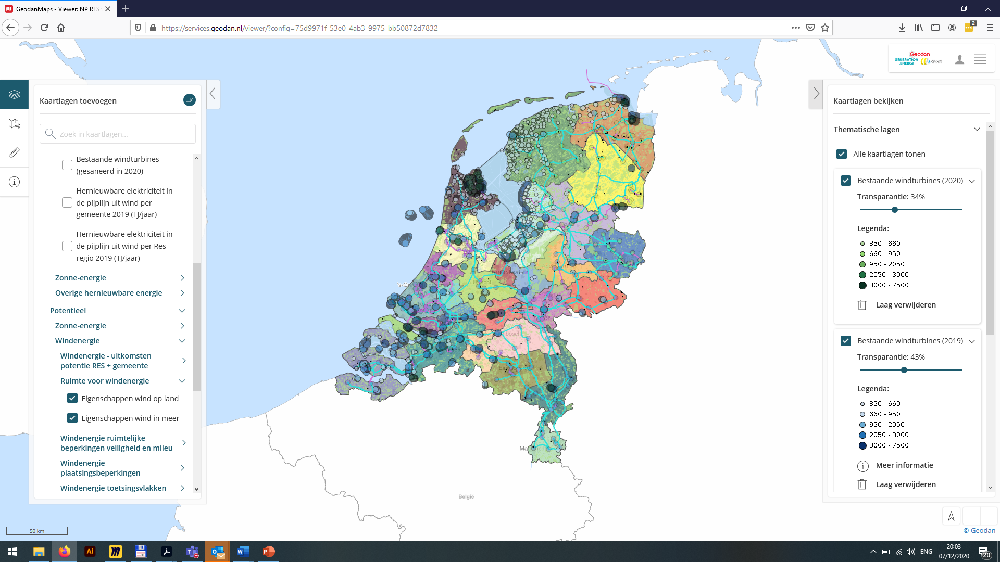 GeodanMaps - Viewer: NP RES
https://services.geodan.nl/viewer/?config=75d9971f-53e0-4ab3-9975-bb50872d7832
2
Geodan
GENERATION
.ENERGY
Kaartlagen toevoegen
Zoek in kaartlagen...
Bestaande windturbines
(gesaneerd in 2020)
Hernieuwbare elektriciteit in
de pijplijn uit wind per
gemeente 2019 (TJ/jaar)
Hernieuwbare elektriciteit in
de pijplijn uit wind per Res-
regio 2019 (TJ/jaar)
Zonne-energie
Overige hernieuwbare energie
Potentieel
Zonne-energie
Windenergie
Windenergie - uitkomsten
potentie RES + gemeente
Ruimte voor windenergie
Eigenschappen wind op land
Eigenschappen wind in meer
Windenergie ruimtelijke
beperkingen veiligheid en mileu
Windenergie
plaatsingsbeperkingen
Windenergie toetsingsvlakken
50 km
Utrecht
België
Kaartlagen bekijken
Thematische lagen
Alle kaartlagen tonen
Bestaande windturbines (2020)
Transparantie: 34%
Legenda:
850 - 660
660 - 950
950 - 2050
2050 - 3000
3000 - 7500
Laag verwijderen
Bestaande windturbines (2019)
Transparantie: 43%
Legenda:
850 - 660
660 - 950
950 - 2050
2050 - 3000
3000 - 7500
Meer informatie
Laag verwijderen
© Geodan
Ai
T
W
P
ENG
20:03
07/12/2020
20